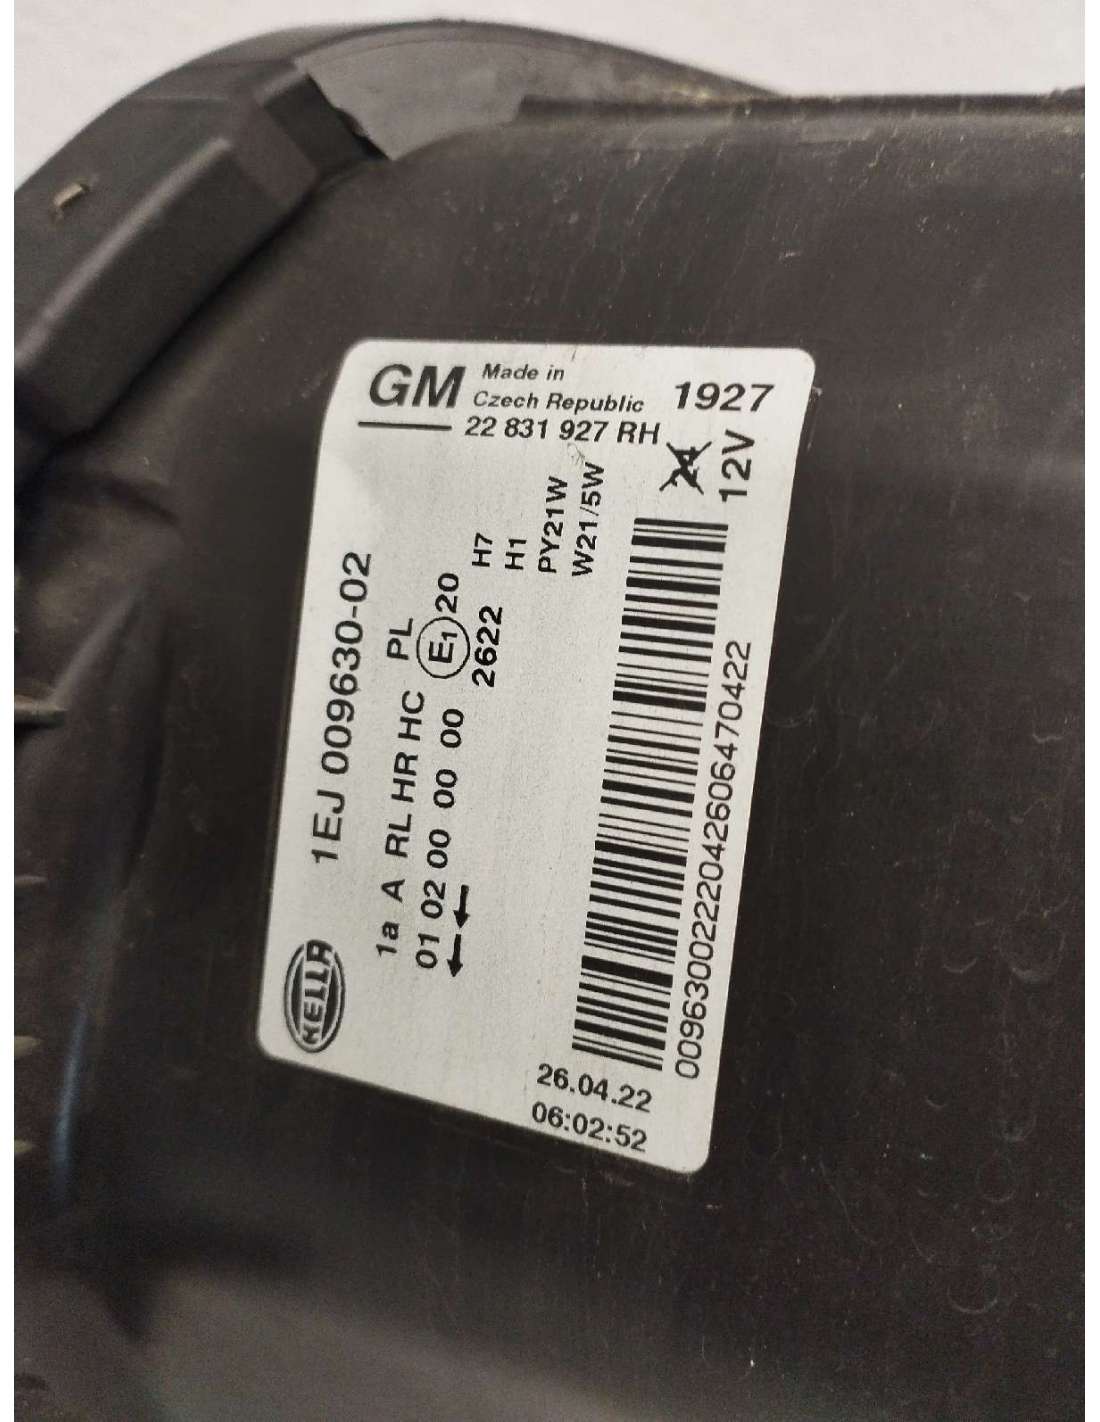 GM
Made in
Czech Republic
1927
22 831 927 RH
24
12V
HELLA
1EJ 009630-02
1a A RL HR HC PL
01 02 00 00 00 E1 20
2622
H7
H1
PY21W
W21/5W
00963002220426060470422
26.04.22
06:02:52